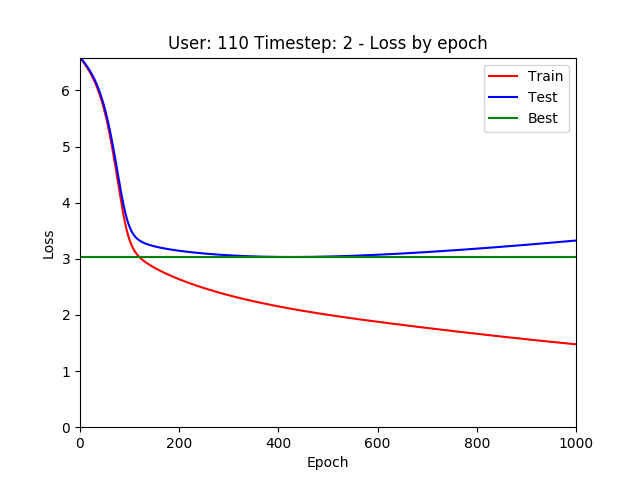 User: 110 Timestep: 2 - Loss by epoch
Train
Test
Best
6
5
4
3
2
1
0
Loss
0 200 400 600 800 1000
Epoch